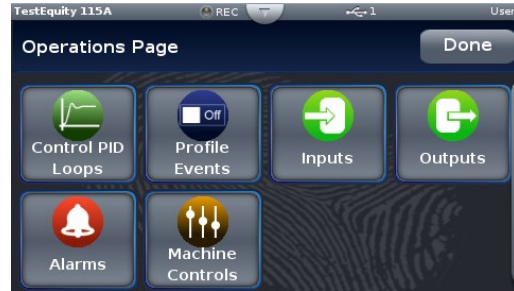 TestEquity 115A REC 1 User
Operations Page Done
Control PID
Loops
Profile
Events
Off
Inputs
Outputs
Alarms
Machine
Controls